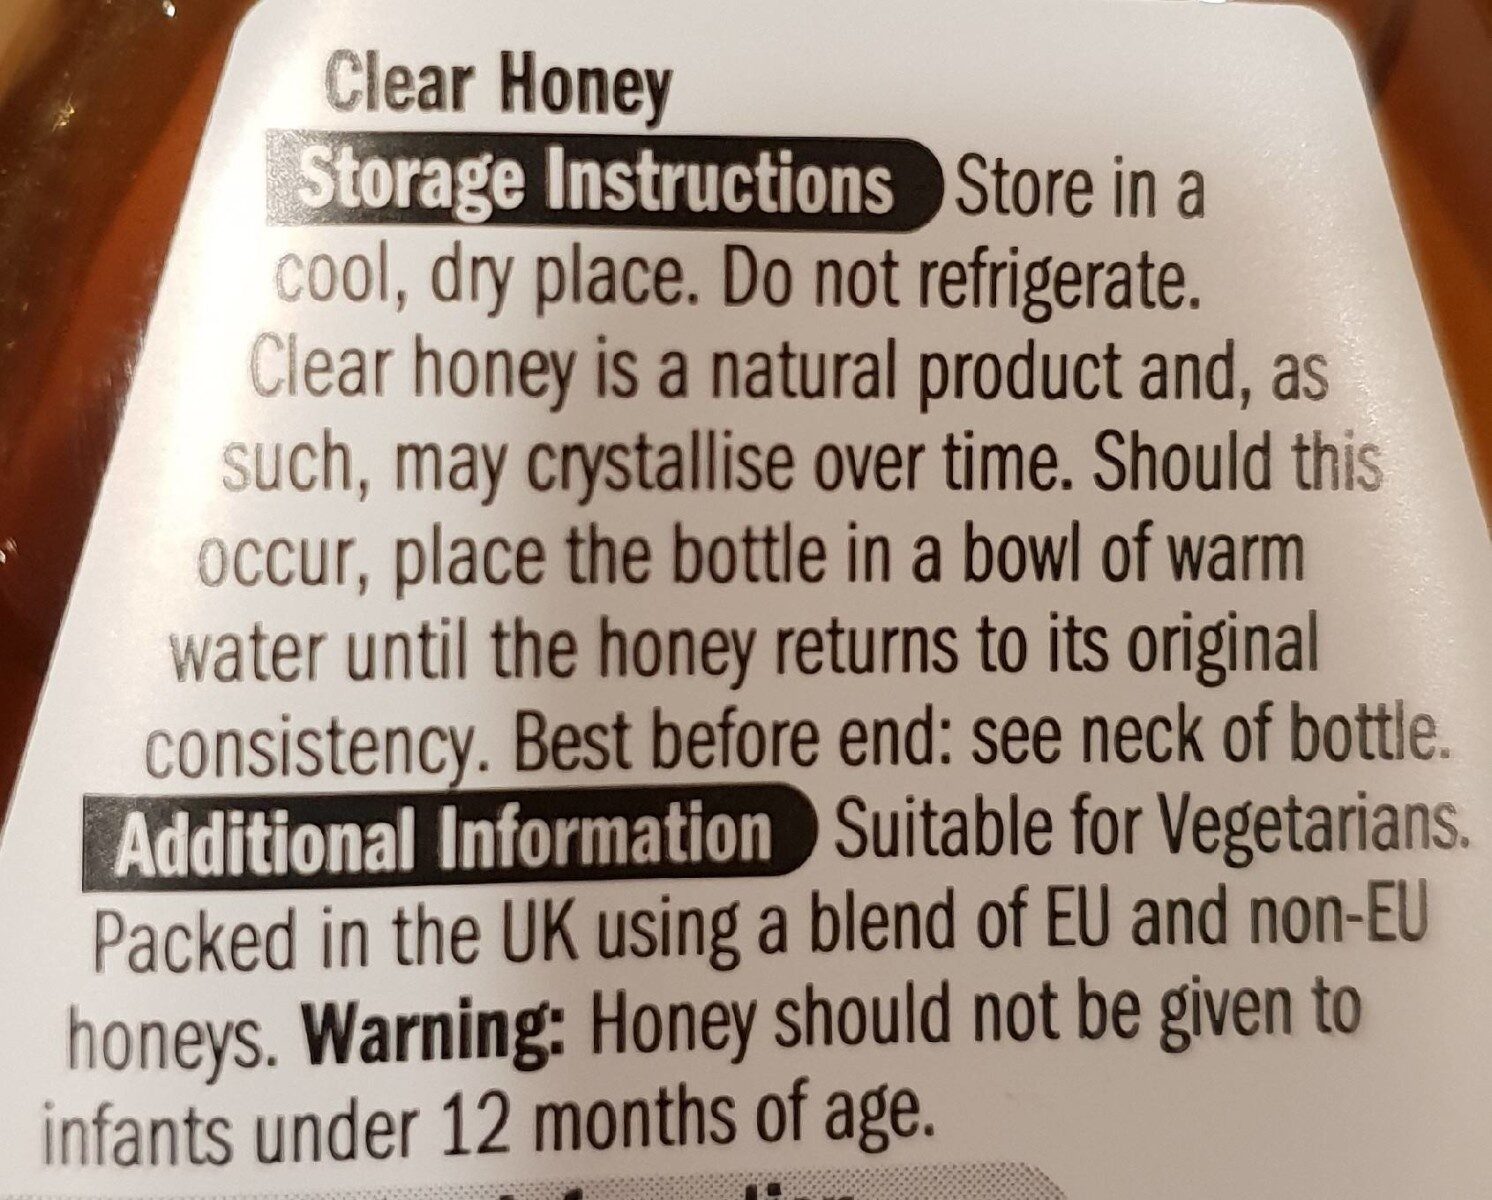 Clear Honey
Storage Instructions Store in a
cool, dry place. Do not refrigerate.
Clear honey is a natural product and, as
such, may crystallise over time. Should this
occur, place the bottle in a bowl of warm
water until the honey returns to its original
consistency. Best before end: see neck of bottle.
Additional Information Suitable for Vegetarians.
Packed in the UK using a blend of EU and non-EU
honeys. Warning: Honey should not be given to
infants under 12 months of age.